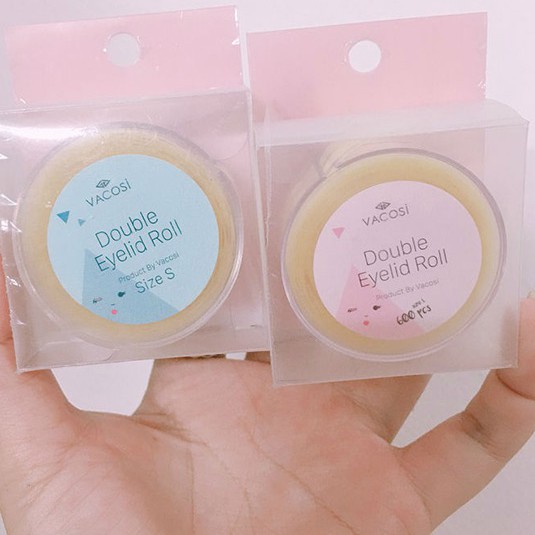 VACOSI
Double
Eyelid Roll
Product By Vacosi
Size S
VACOSI
Double
Eyelid Roll
Product By Vacosi
600 pcs